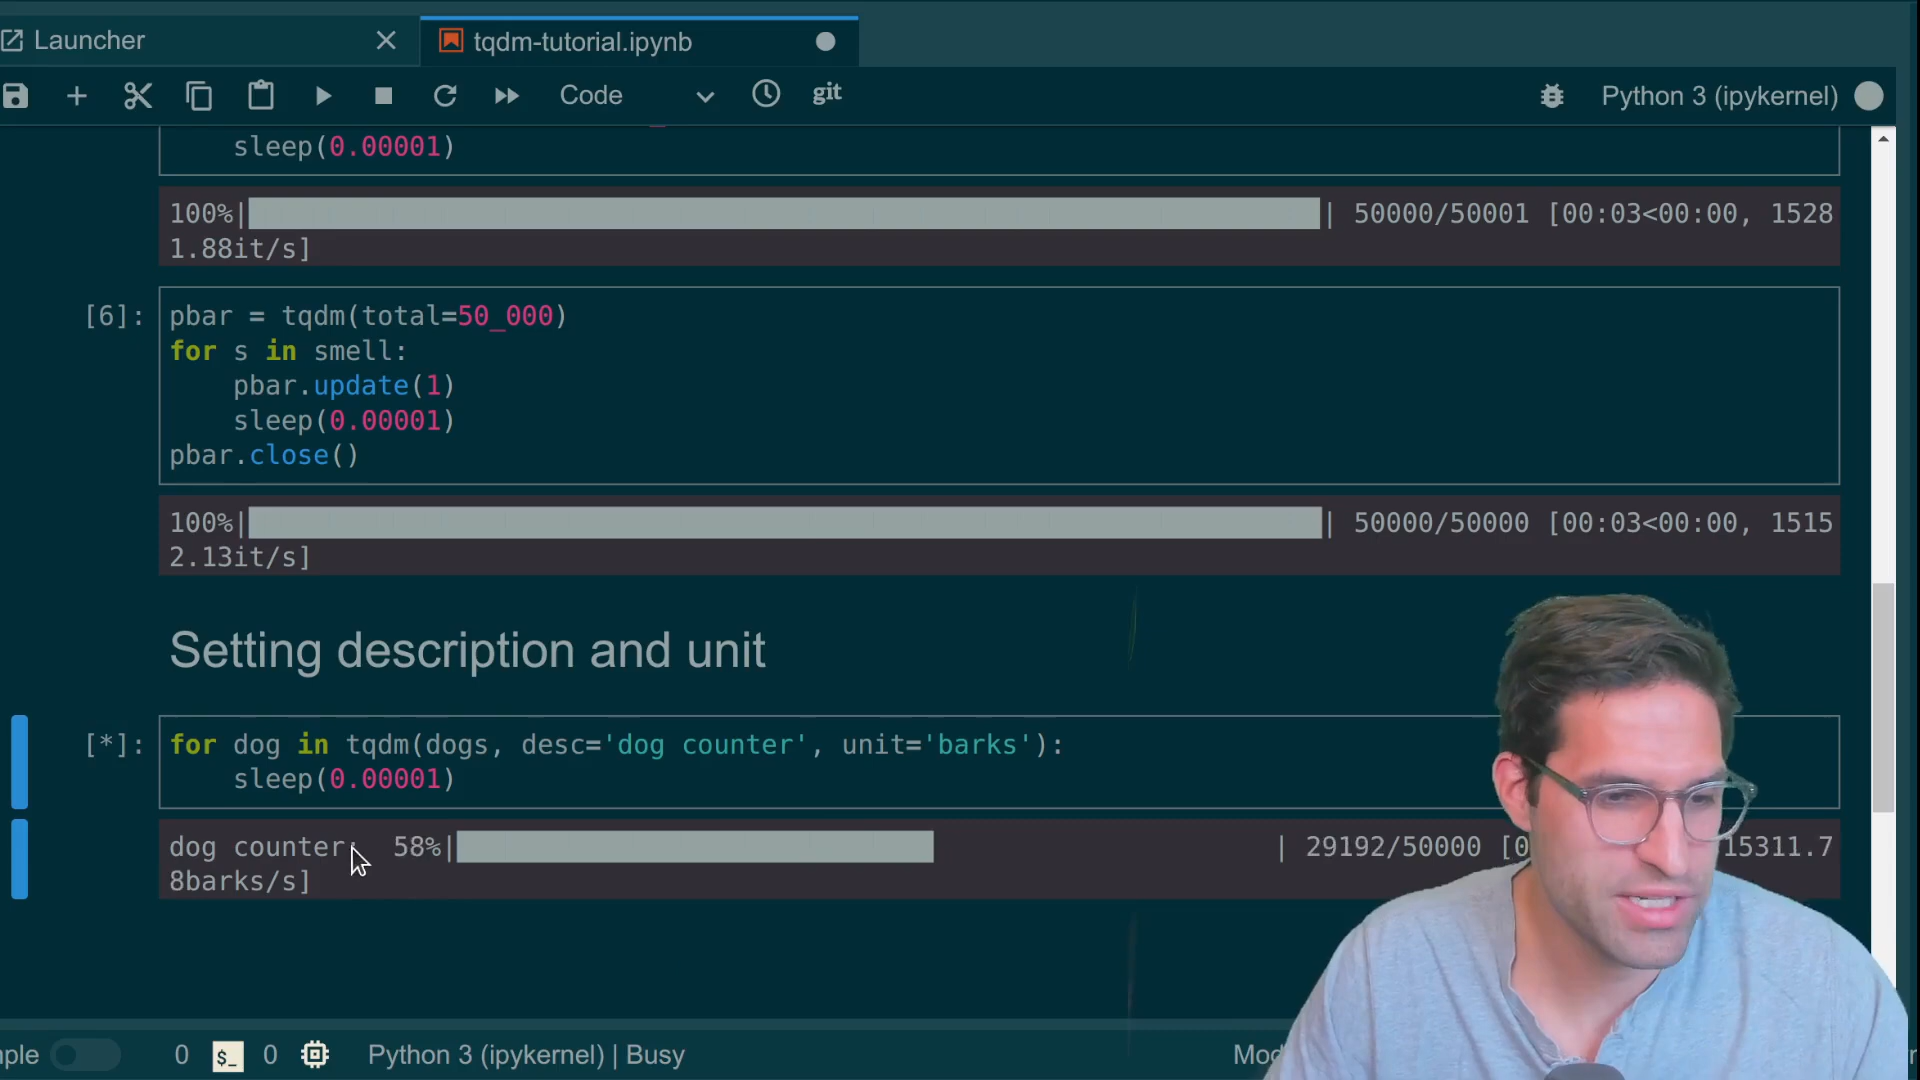 Launcher
tqdm-tutorial.ipynb
Code
git
Python 3 (ipykernel)
sleep(0.00001)
100%| | 50000/50001 [00:03<00:00, 1528
1.88it/s]
[6]:
pbar = tqdm(total=50_000)
for s in smell:
pbar.update(1)
sleep(0.00001)
pbar.close()
100%| | 50000/50000 [00:03<00:00, 1515
2.13it/s]
Setting description and unit
[*]:
for dog in tqdm(dogs, desc='dog counter', unit='barks'):
sleep(0.00001)
dog counter: 58%| | 29192/50000 [0 15311.7
8barks/s]
0 $_ 0 Python 3 (ipykernel) | Busy